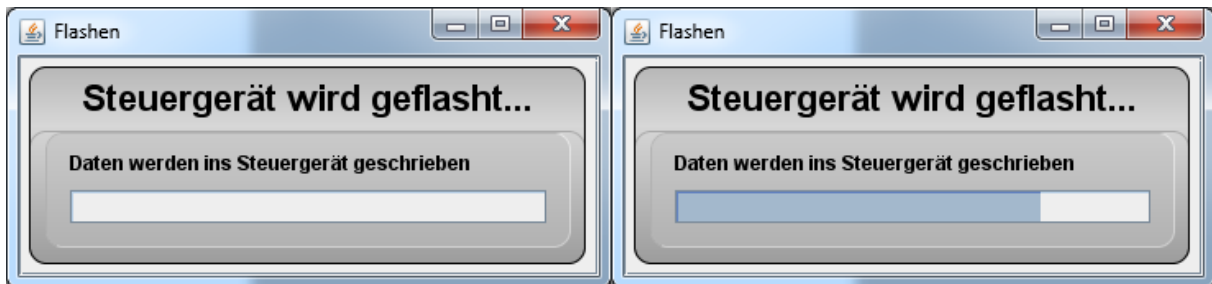 Flashen
Steuergerät wird geflasht...
Daten werden ins Steuergerät geschrieben
Flashen
Steuergerät wird geflasht...
Daten werden ins Steuergerät geschrieben